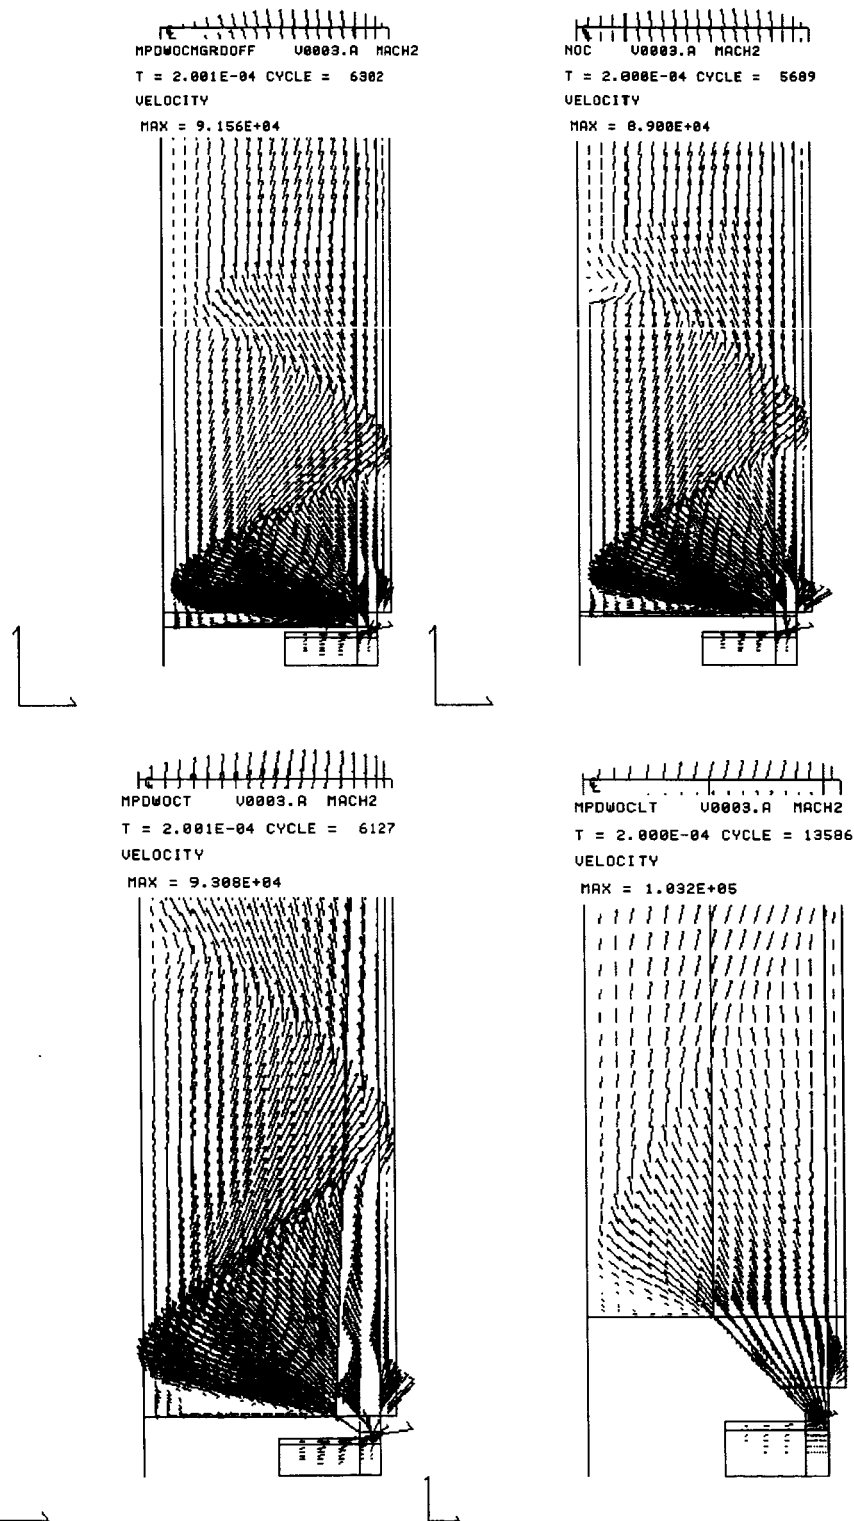 MPDWOCMGRDOFF V0003.A MACH2
T = 2.001E-04 CYCLE = 6302
VELOCITY
MAX = 9.156E+04
NOC V0003.A MACH2
T = 2.000E-04 CYCLE = 5689
VELOCITY
MAX = 8.900E+04
MPDWOCT V0003.A MACH2
T = 2.001E-04 CYCLE = 6127
VELOCITY
MAX = 9.308E+04
MPDWOCLT V0003.A MACH2
T = 2.000E-04 CYCLE = 13586
VELOCITY
MAX = 1.032E+05